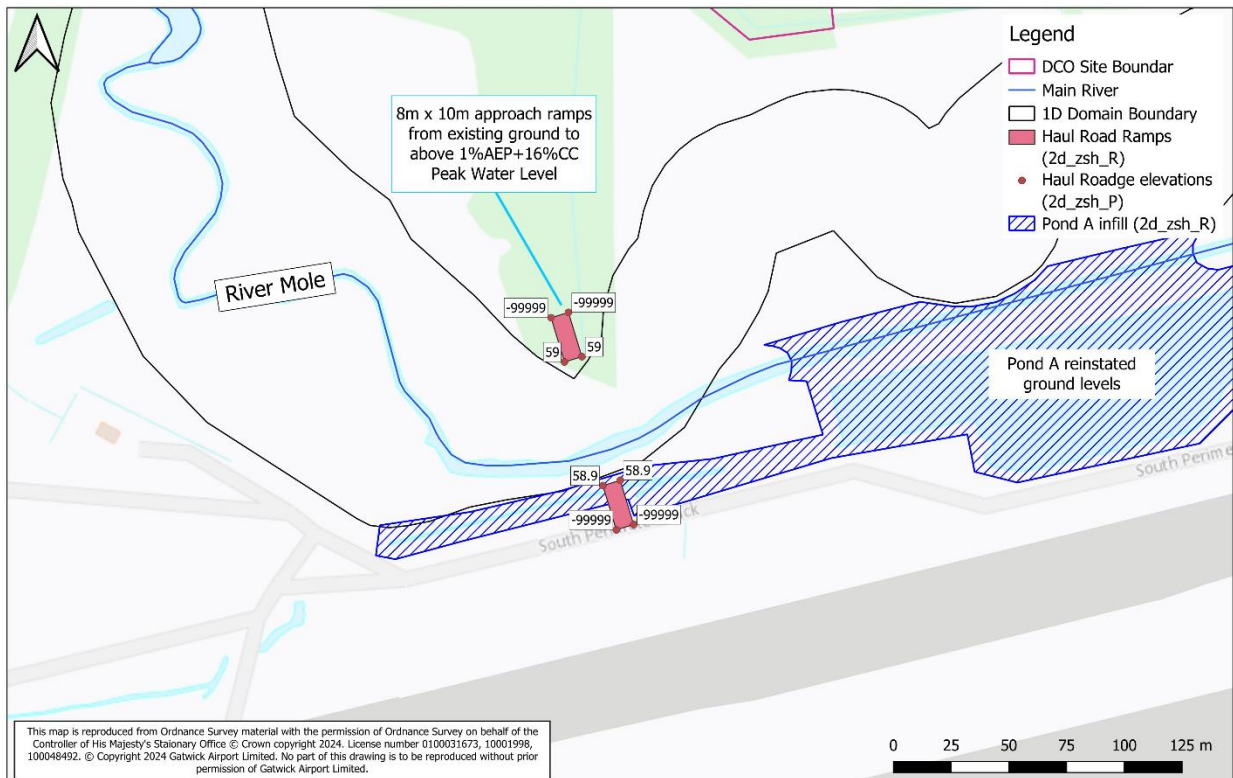 8m x 10m approach ramps
from existing ground to
above 1%AEP+16%CC
Peak Water Level
Legend
DCO Site Boundar
Main River
1D Domain Boundary
Haul Road Ramps
(2d_zsh_R)
Haul Roadge elevations
(2d_zsh_P)
Pond A infill (2d_zsh_R)
River Mole
-99999
-99999
59
59
Pond A reinstated
ground levels
58.9
58.9
-99999
-99999
South Perime
South
This map is reproduced from Ordnance Survey material with the permission of Ordnance Survey on behalf of the
Controller of His Majesty's Staionary Office © Crown copyright 2024. License number 0100031673, 10001998,
100048492. © Copyright 2024 Gatwick Airport Limited. No part of this drawing is to be reproduced without prior
permission of Gatwick Airport Limited.
0 25 50 75 100 125 m